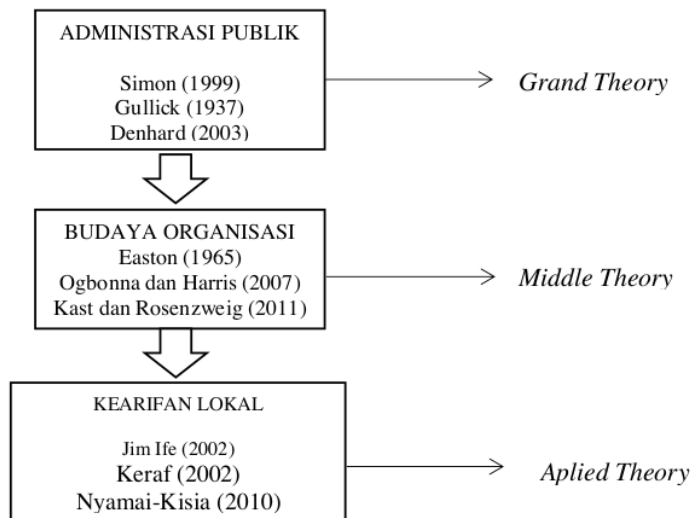 ADMINISTRASI PUBLIK
Simon (1999)
Gullick (1937)
Denhard (2003)
Grand Theory
BUDAYA ORGANISASI
Easton (1965)
Ogbonna dan Harris (2007)
Kast dan Rosenzweig (2011)
Middle Theory
KEARIFAN LOKAL
Jim Ife (2002)
Keraf (2002)
Nyamai-Kisia (2010)
Aplied Theory